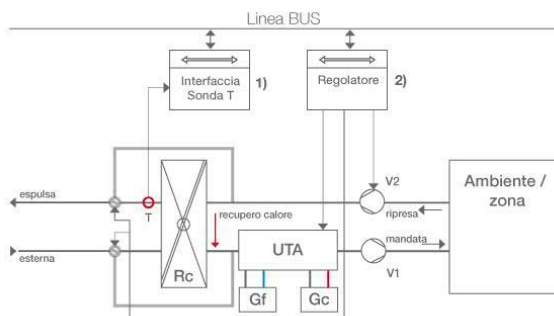 Linea BUS
Interfaccia
Sonda T
1)
Regolatore
2)
espulsa
T
V2
Ambiente /
zona
ripresa
recupero calore
mandata
esterna
Rc
UTA
V1
Gf
Gc